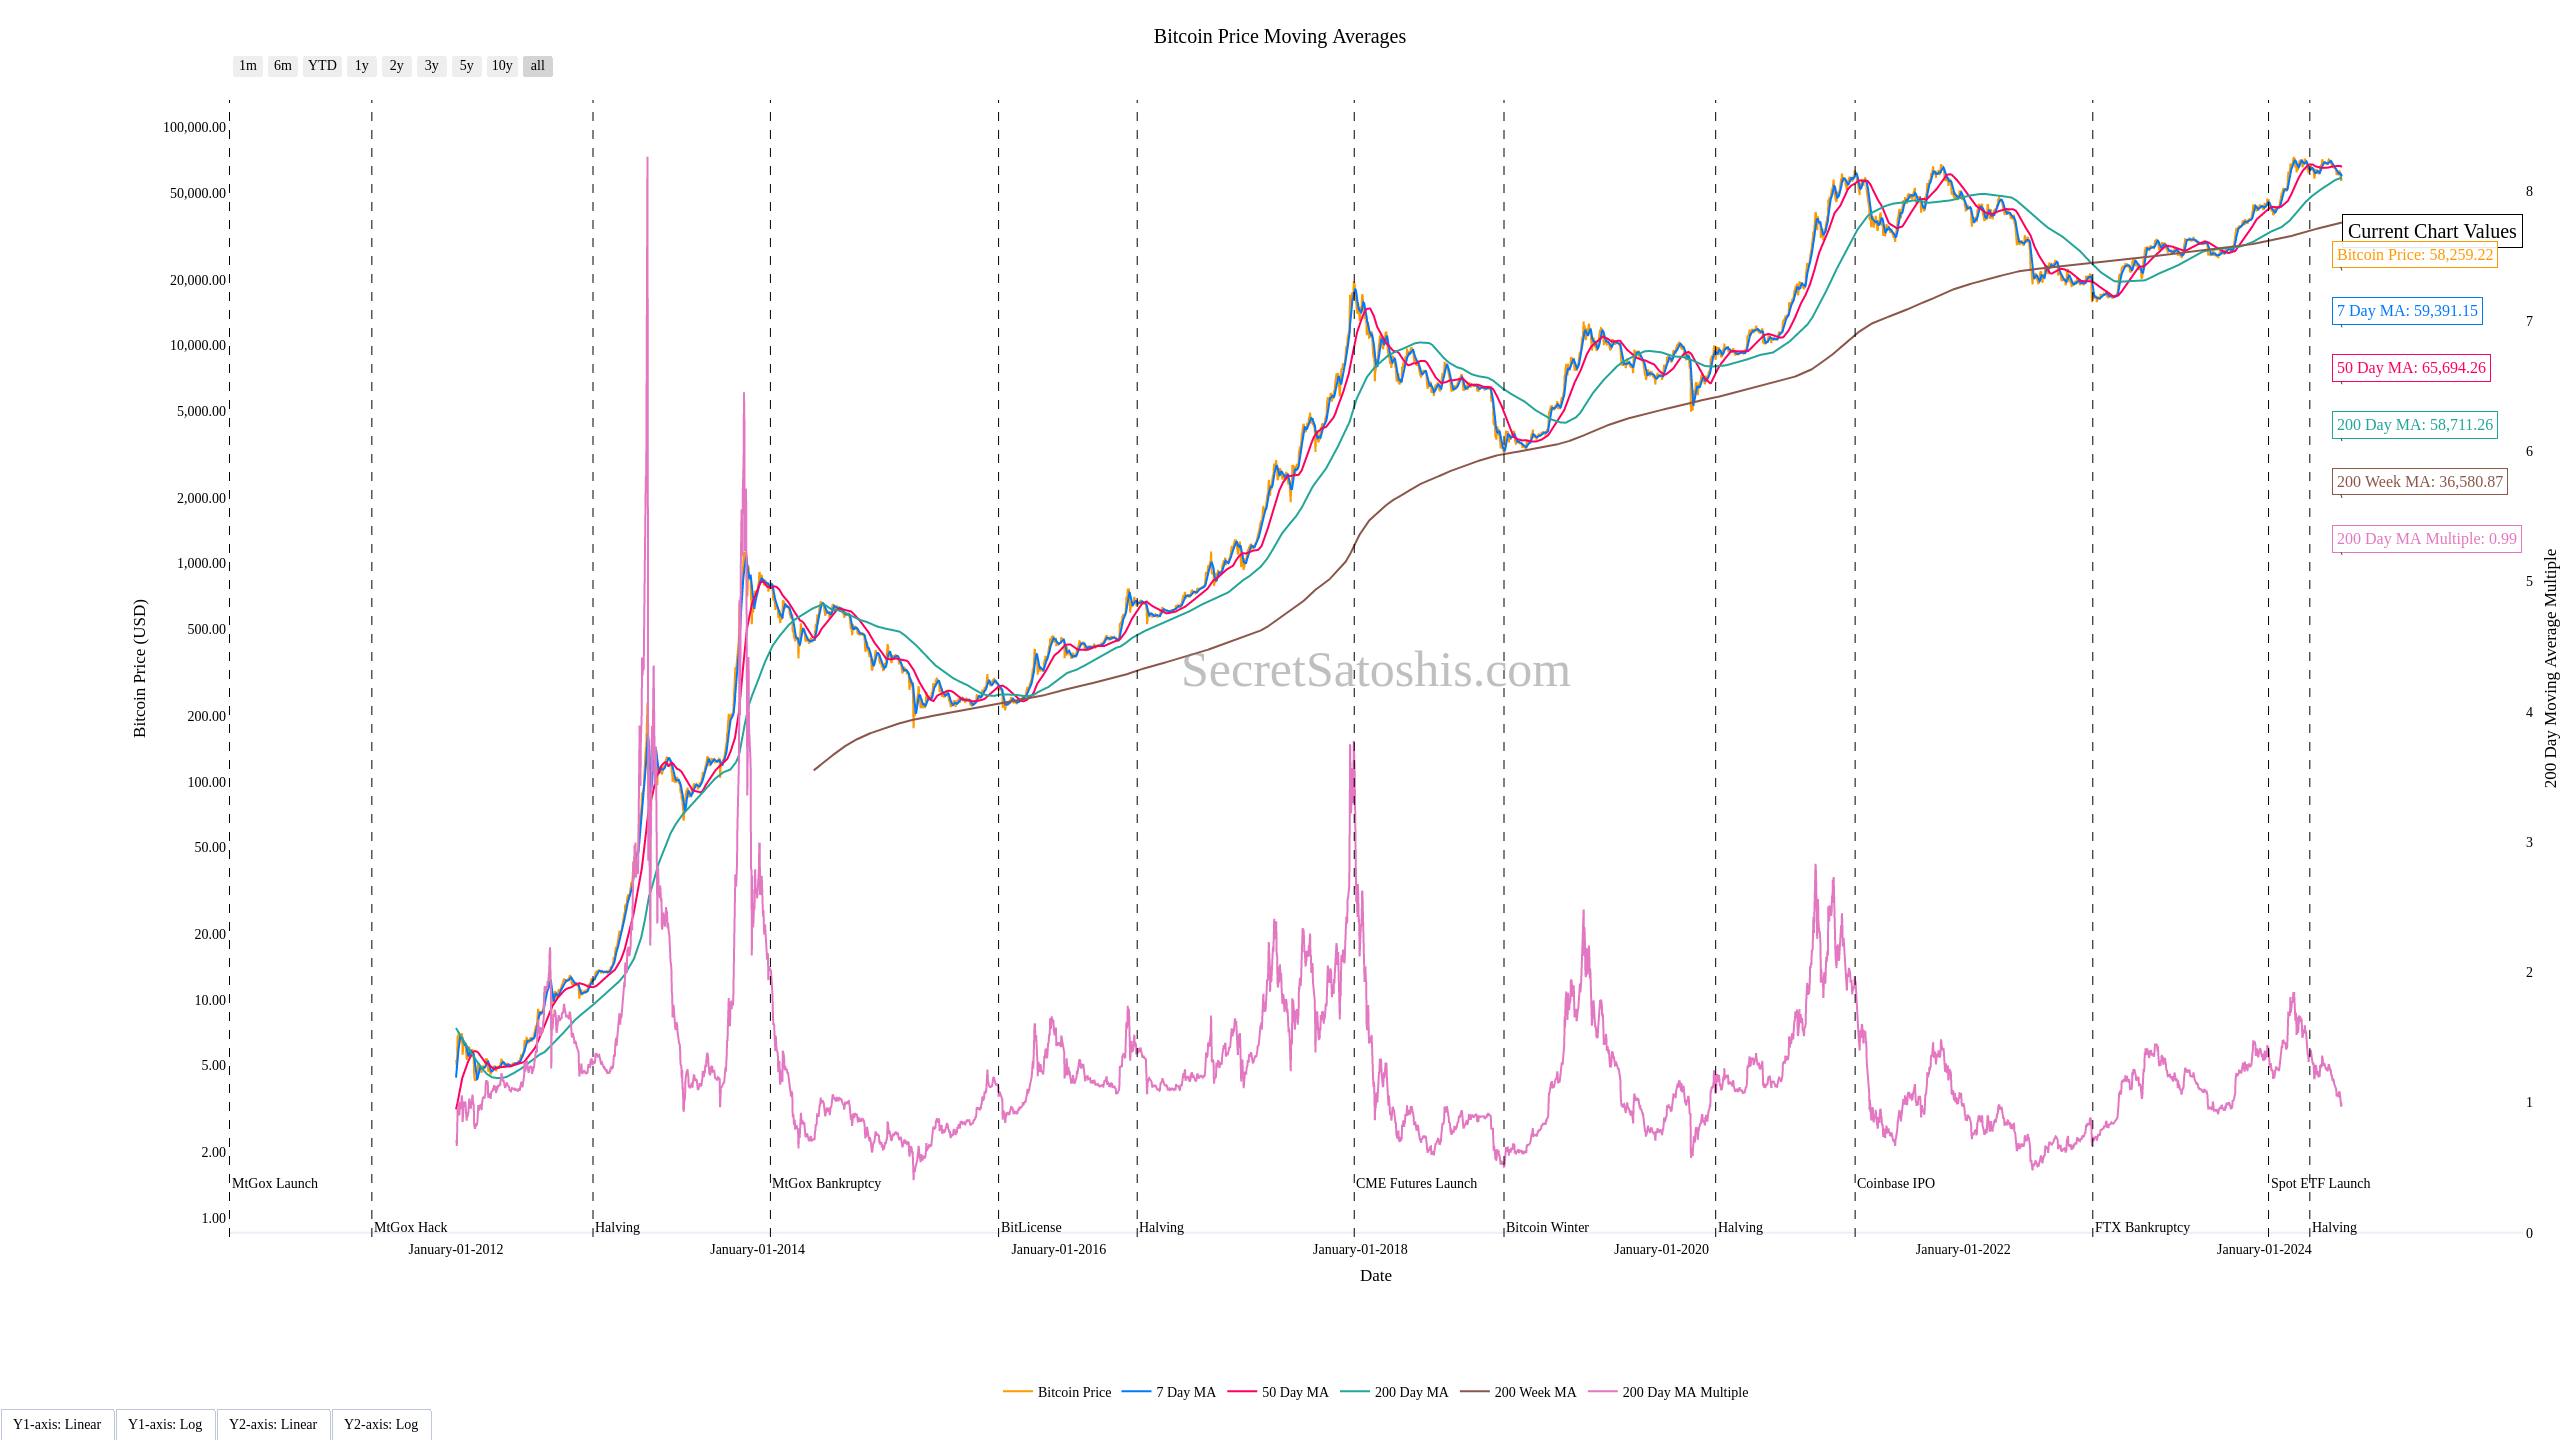 Bitcoin Price Moving Averages
1m 6m YTD 1y 2y 3y 5y 10y all
100,000.00
50,000.00
20,000.00
10,000.00
5,000.00
2,000.00
1,000.00
500.00
200.00
100.00
50.00
20.00
10.00
5.00
2.00
1.00
Bitcoin Price (USD)
8
7
6
5
4
3
2
1
0
200 Day Moving Average Multiple
Current Chart Values
Bitcoin Price: 58,259.22
7 Day MA: 59,391.15
50 Day MA: 65,694.26
200 Day MA: 58,711.26
200 Week MA: 36,580.87
200 Day MA Multiple: 0.99
SecretSatoshis.com
MtGox Launch
MtGox Bankruptcy
CME Futures Launch
Coinbase IPO
Spot ETF Launch
MtGox Hack
Halving
BitLicense
Halving
Bitcoin Winter
Halving
FTX Bankruptcy
Halving
January-01-2012
January-01-2014
January-01-2016
January-01-2018
January-01-2020
January-01-2022
January-01-2024
Date
Bitcoin Price 7 Day MA 50 Day MA 200 Day MA 200 Week MA 200 Day MA Multiple
Y1-axis: Linear Y1-axis: Log Y2-axis: Linear Y2-axis: Log